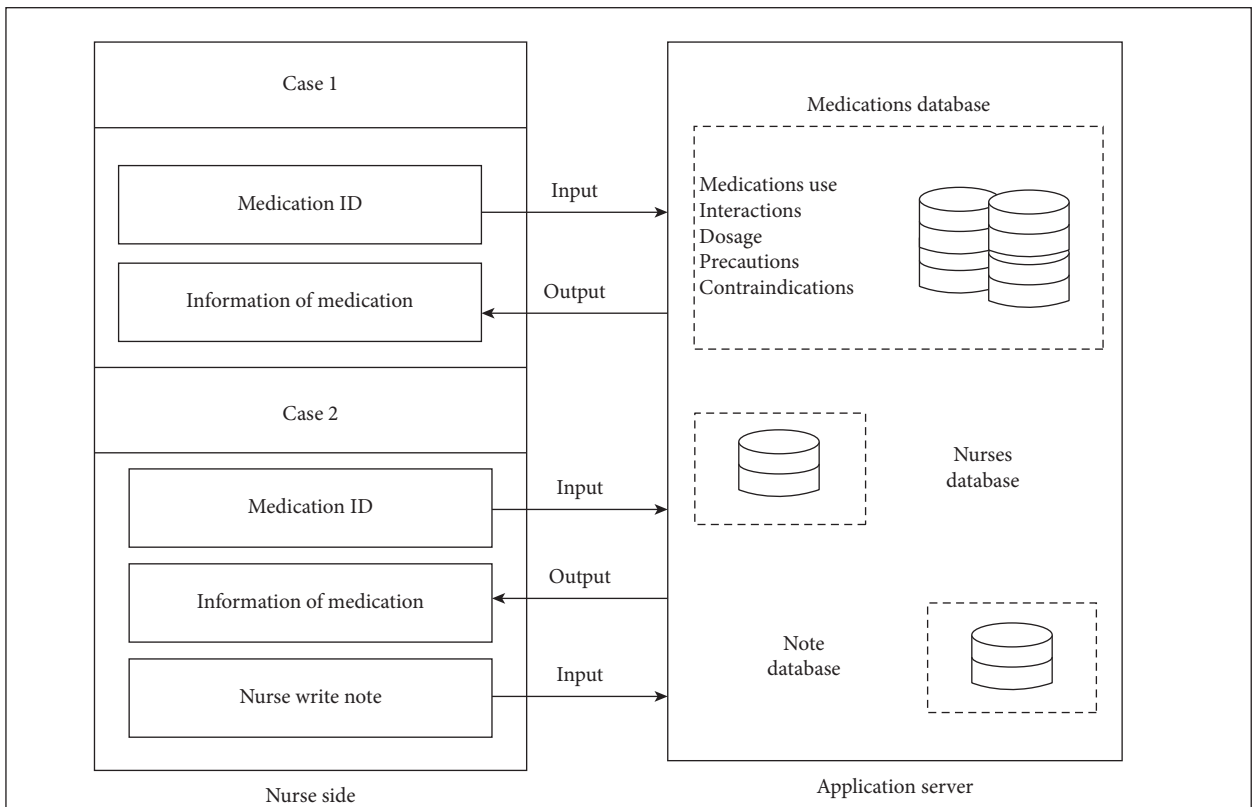 Case 1
Medication ID
Information of medication
Case 2
Medication ID
Information of medication
Nurse write note
Nurse side
Input
Output
Input
Output
Input
Medications database
Medications use
Interactions
Dosage
Precautions
Contraindications
Nurses
database
Note
database
Application server